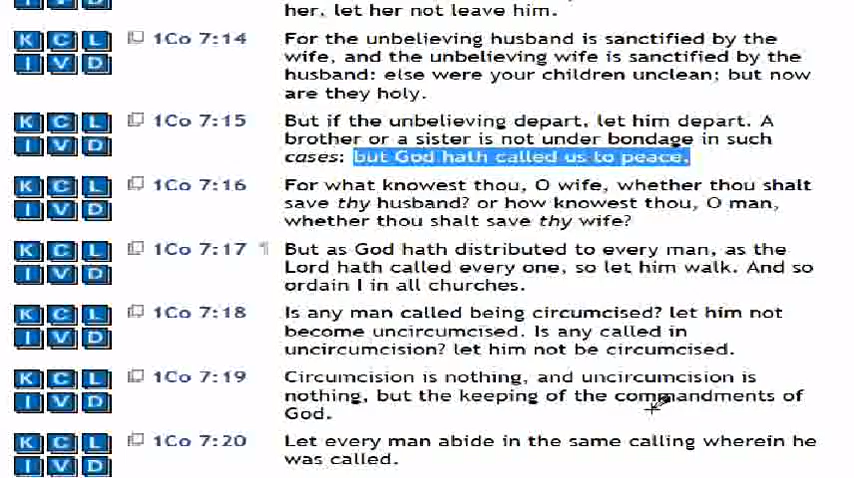 her, let her not leave him.
K C L 1Co 7:14 For the unbelieving husband is sanctified by the
I V D wife, and the unbelieving wife is sanctified by the
husband: else were your children unclean; but now
are they holy.
K C L 1Co 7:15 But if the unbelieving depart, let him depart. A
I V D brother or a sister is not under bondage in such
cases: but God hath called us to peace.
K C L 1Co 7:16 For what knowest thou, O wife, whether thou shalt
I V D save thy husband? or how knowest thou, O man,
whether thou shalt save thy wife?
K C L 1Co 7:17 ¶ But as God hath distributed to every man, as the
I V D Lord hath called every one, so let him walk. And so
ordain I in all churches.
K C L 1Co 7:18 Is any man called being circumcised? let him not
I V D become uncircumcised. Is any called in
uncircumcision? let him not be circumcised.
K C L 1Co 7:19 Circumcision is nothing, and uncircumcision is
I V D nothing, but the keeping of the commandments of
God.
K C L 1Co 7:20 Let every man abide in the same calling wherein he
I V D was called.